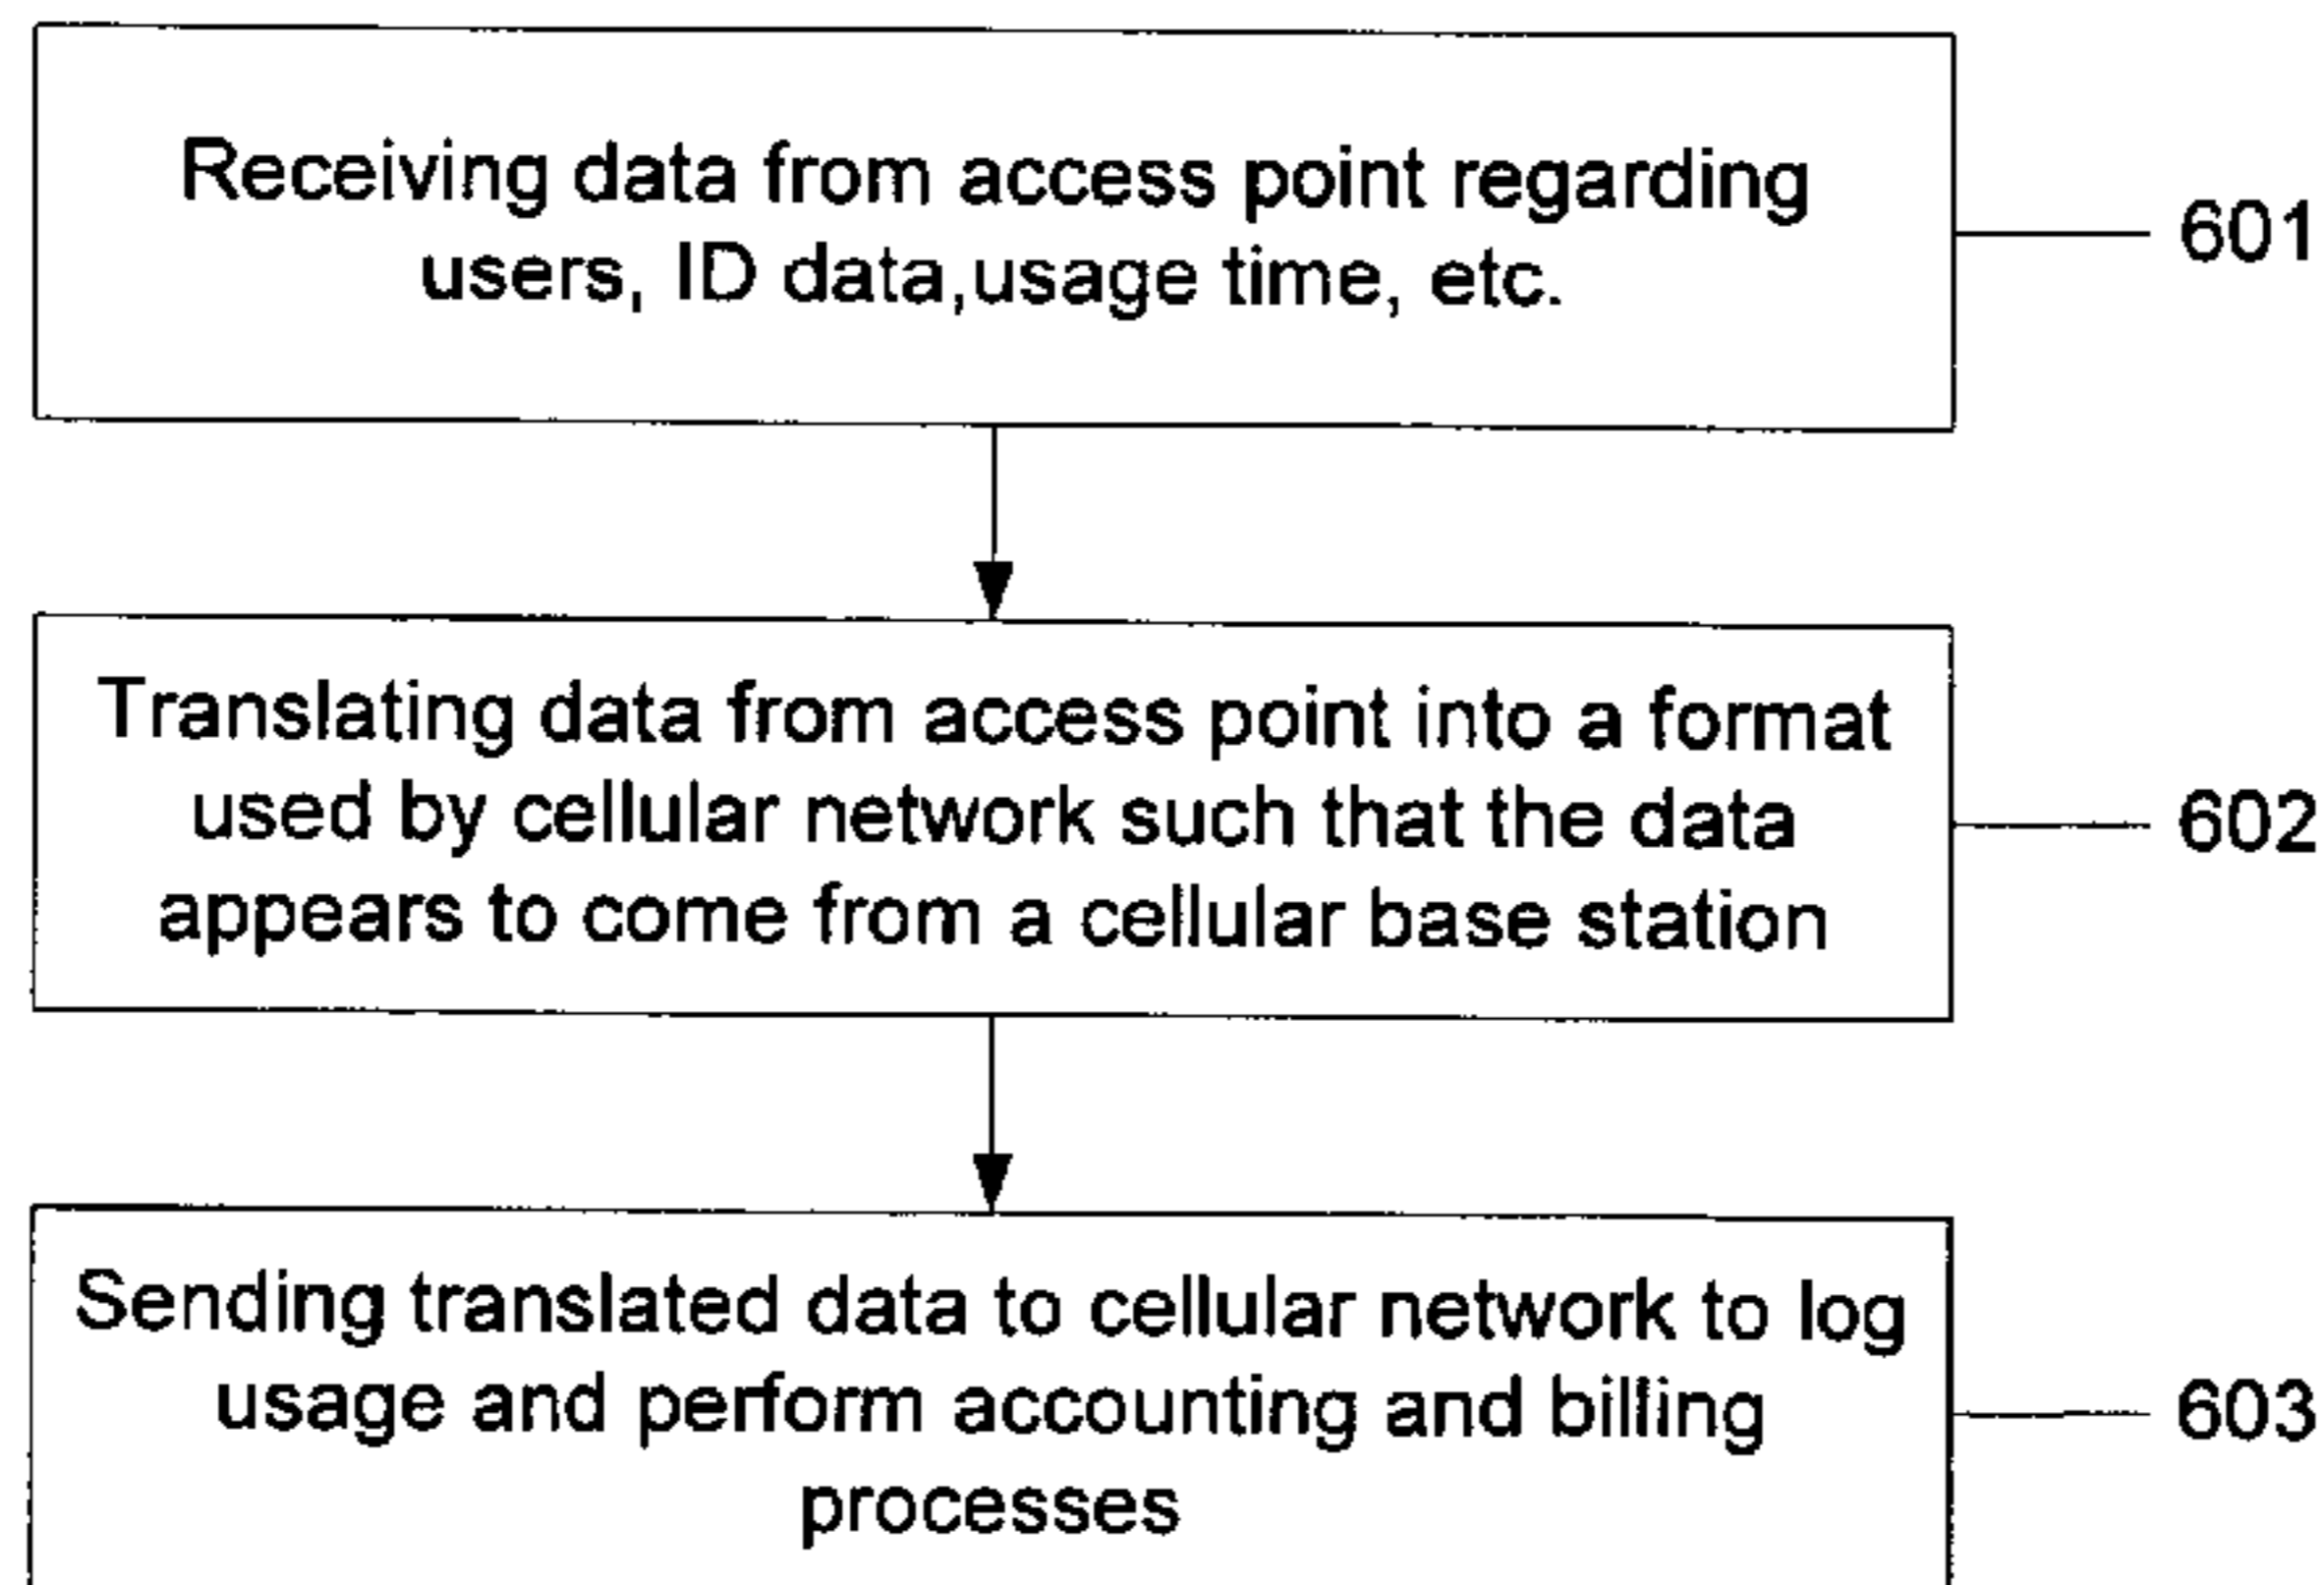 Receiving data from access point regarding
users, ID data,usage time, etc.
601
Translating data from access point into a format
used by cellular network such that the data
appears to come from a cellular base station
602
Sending translated data to cellular network to log
usage and perform accounting and billing
processes
603